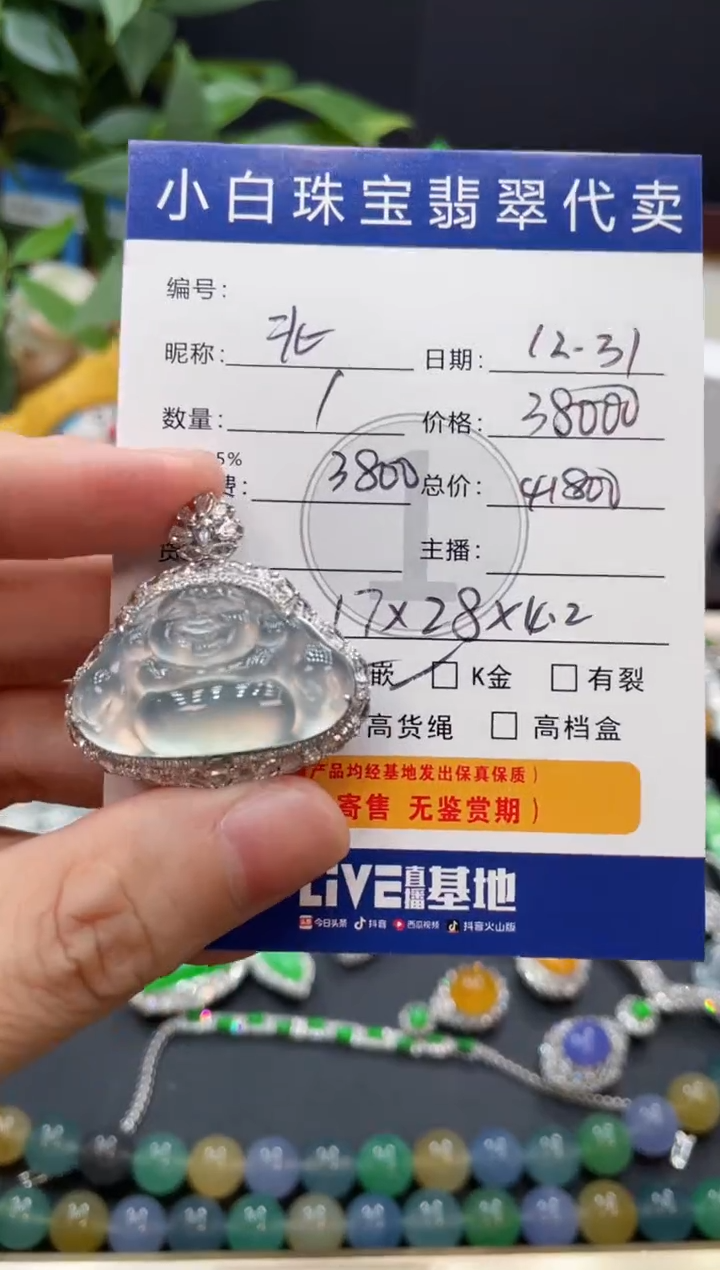 小白珠宝翡翠代卖
编号:
昵称: 张 日期: 12-31
数量: 1 价格: 38000
5%
费: 3800 总价: 41800
主播:
17×28×4.2
嵌 K金 有裂
高货绳 高档盒
产品均经基地发出保真保质)
寄售 无鉴赏期)
LiVE直播基地
今日头条 抖音 西瓜视频 抖音火山版